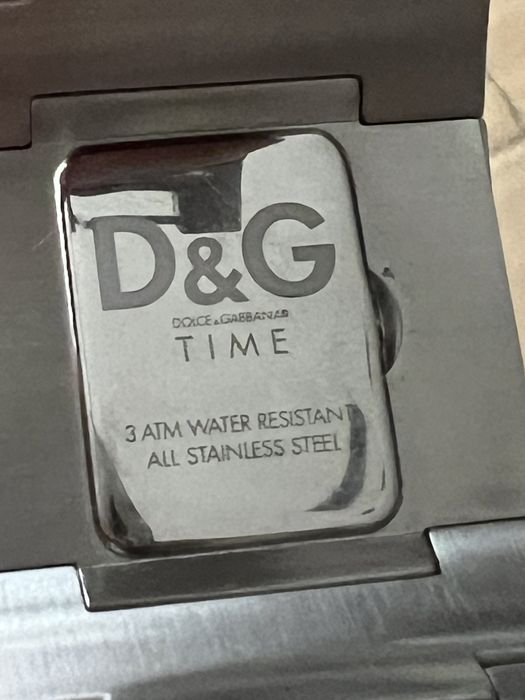 D&G
DOLCE & GABBANA
TIME
3 ATM WATER RESISTANT
ALL STAINLESS STEEL